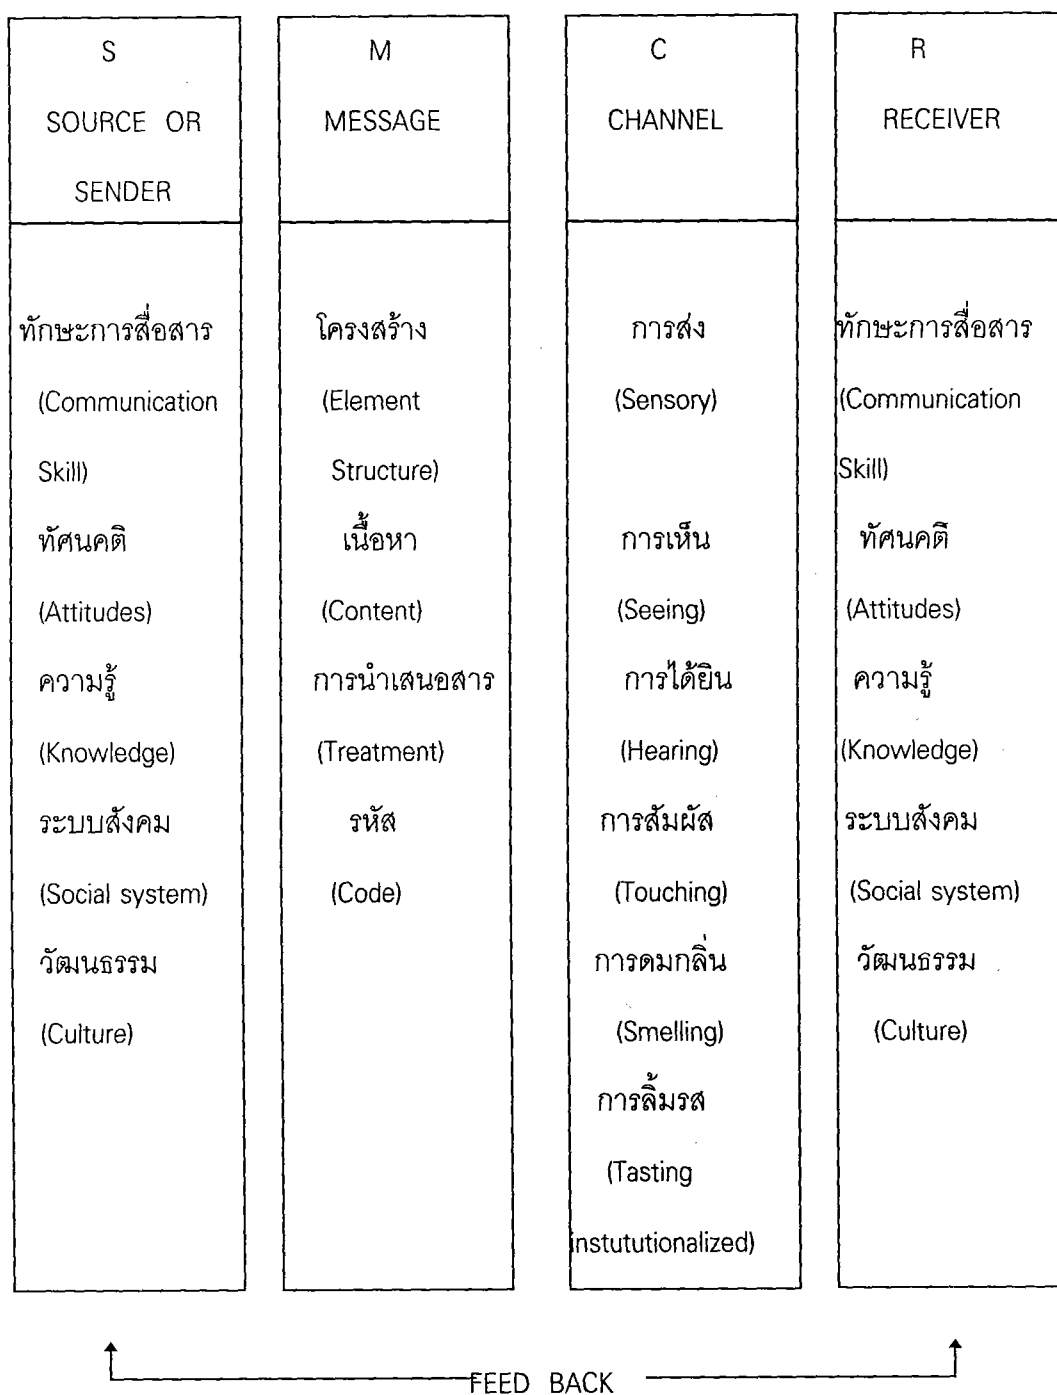 S
SOURCE OR
SENDER
ทักษะการสื่อสาร
(Communication
Skill)
ทัศนคติ
(Attitudes)
ความรู้
(Knowledge)
ระบบสังคม
(Social system)
วัฒนธรรม
(Culture)
M
MESSAGE
โครงสร้าง
(Element
Structure)
เนื้อหา
(Content)
การนำเสนอสาร
(Treatment)
รหัส
(Code)
C
CHANNEL
การส่ง
(Sensory)
การเห็น
(Seeing)
การได้ยิน
(Hearing)
การสัมผัส
(Touching)
การดมกลิ่น
(Smelling)
การลิ้มรส
(Tasting
instututionalized)
R
RECEIVER
ทักษะการสื่อสาร
(Communication
Skill)
ทัศนคติ
(Attitudes)
ความรู้
(Knowledge)
ระบบสังคม
(Social system)
วัฒนธรรม
(Culture)
FEED BACK